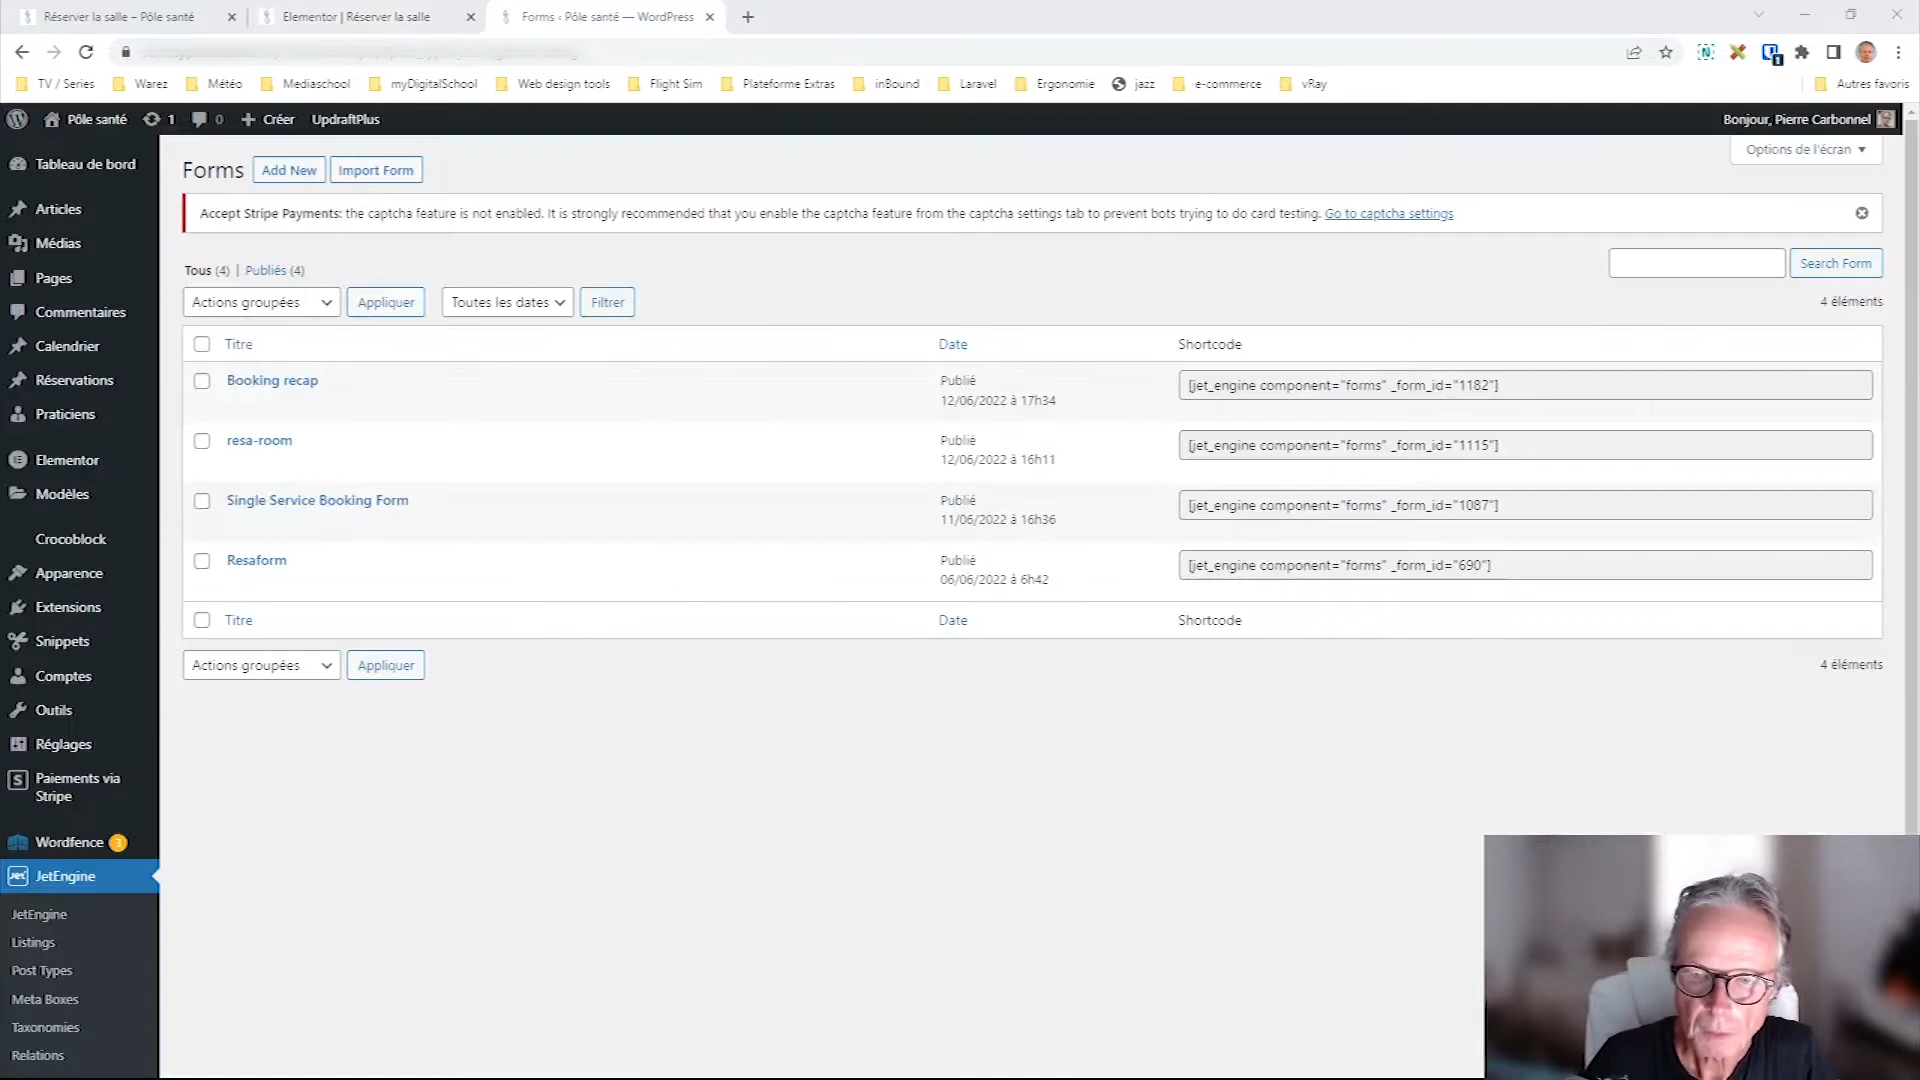 Réserver la salle – Pôle santé
Elementor | Réserver la salle
Forms ‹ Pôle santé — WordPress
TV / Series
Warez
Météo
Mediaschool
myDigitalSchool
Web design tools
Flight Sim
Plateforme Extras
inBound
Laravel
Ergonomie
jazz
e-commerce
vRay
Autres favoris
Pôle santé
1
0
Créer
UpdraftPlus
Bonjour, Pierre Carbonnel
Tableau de bord
Articles
Médias
Pages
Commentaires
Calendrier
Réservations
Praticiens
Elementor
Modèles
Crocoblock
Apparence
Extensions
Snippets
Comptes
Outils
Réglages
Paiements via
Stripe
Wordfence 3
JetEngine
JetEngine
Listings
Post Types
Meta Boxes
Taxonomies
Relations
Options de l'écran
Forms
Add New
Import Form
Accept Stripe Payments: the captcha feature is not enabled. It is strongly recommended that you enable the captcha feature from the captcha settings tab to prevent bots trying to do card testing. Go to captcha settings
Tous (4) | Publiés (4)
Search Form
Actions groupées
Appliquer
Toutes les dates
Filtrer
4 éléments
Titre
Date
Shortcode
Booking recap
Publié
12/06/2022 à 17h34
[jet_engine component="forms" _form_id="1182"]
resa-room
Publié
12/06/2022 à 16h11
[jet_engine component="forms" _form_id="1115"]
Single Service Booking Form
Publié
11/06/2022 à 16h36
[jet_engine component="forms" _form_id="1087"]
Resaform
Publié
06/06/2022 à 6h42
[jet_engine component="forms" _form_id="690"]
Titre
Date
Shortcode
Actions groupées
Appliquer
4 éléments